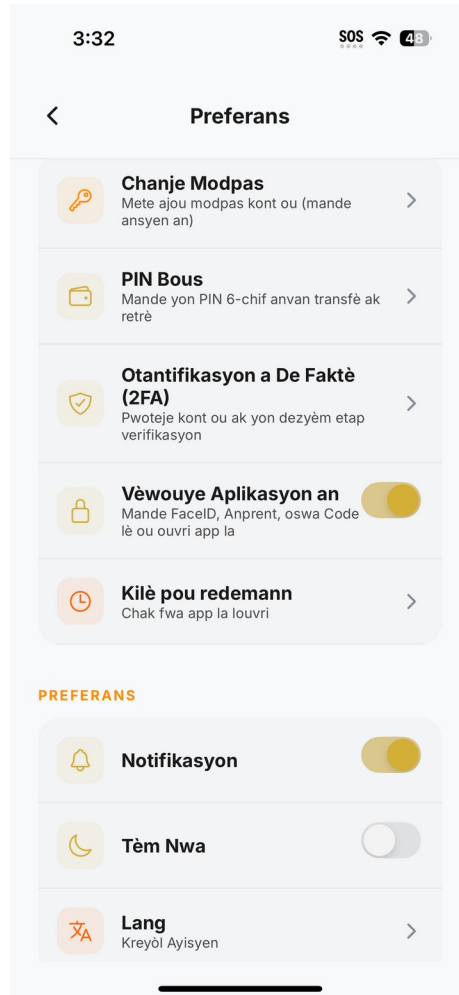 3:32
SOS
48
Preferans
Chanje Modpas
Mete ajou modpas kont ou (mande
ansyen an)
PIN Bous
Mande yon PIN 6-chif anvan transfè ak
retrè
Otantifikasyon a De Faktè
(2FA)
Pwoteje kont ou ak yon dezyèm etap
verifikasyon
Vèwouye Aplikasyon an
Mande FaceID, Anprent, oswa Code
lè ou ouvri app la
Kilè pou redemann
Chak fwa app la louvri
PREFERANS
Notifikasyon
Tèm Nwa
Lang
Kreyòl Ayisyen